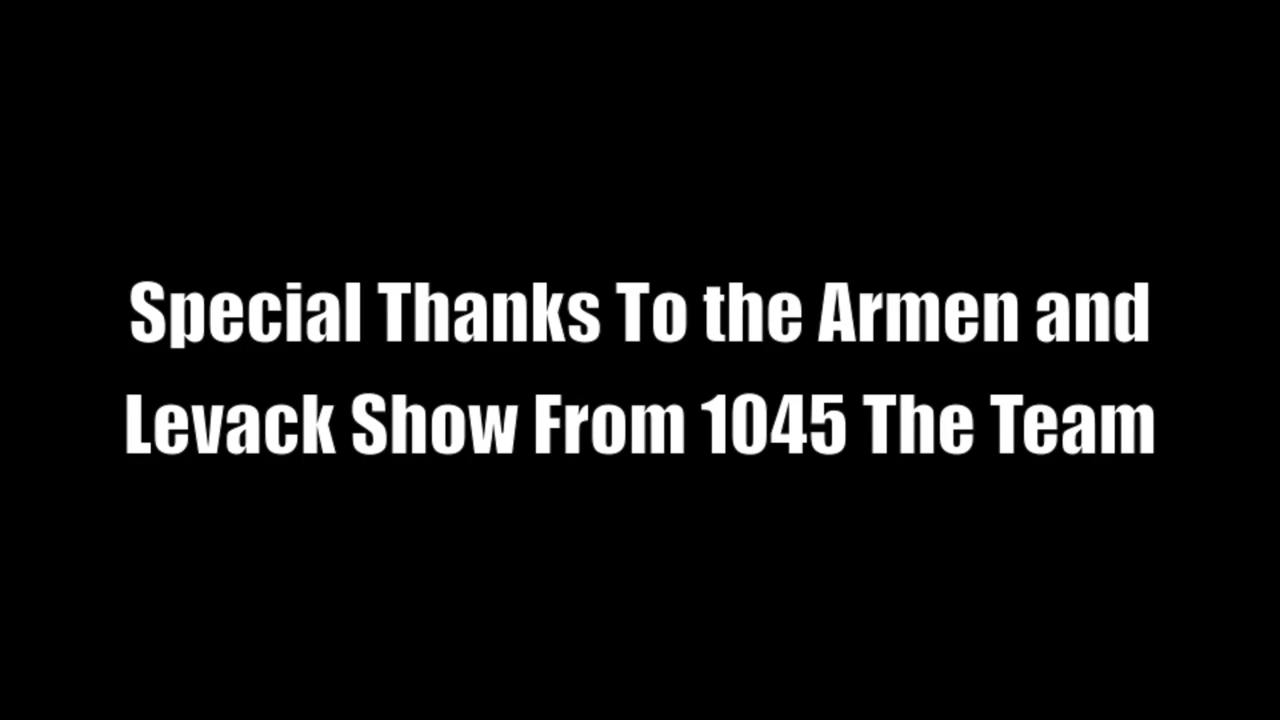 Special Thanks To the Armen and
Levack Show From 1045 The Team